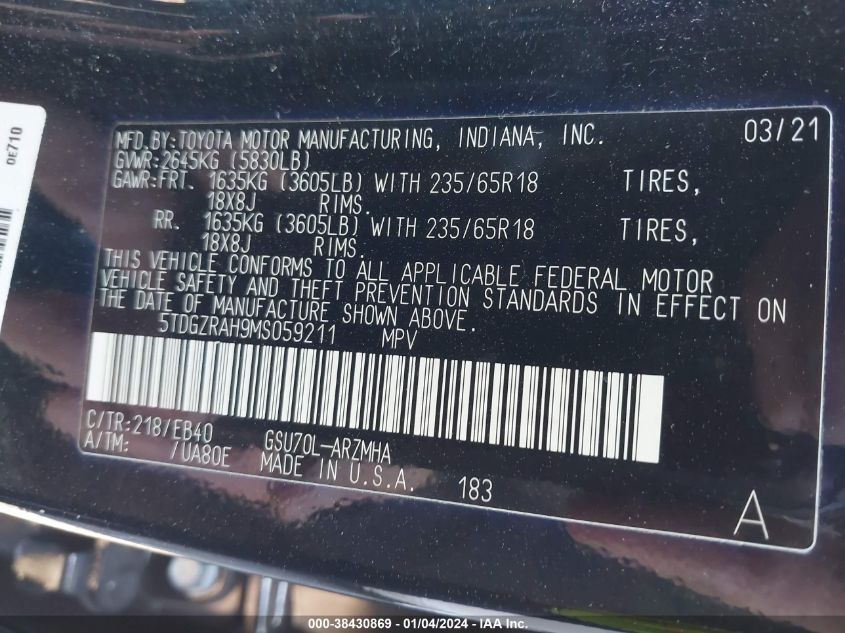 DE710
MFD.BY:TOYOTA MOTOR MANUFACTURING, INDIANA, INC. 03/21
GVWR:2645KG (5830LB)
GAWR:FRT. 1635KG (3605LB) WITH 235/65R18 TIRES,
18X8J RIMS.
RR. 1635KG (3605LB) WITH 235/65R18 TIRES,
18X8J RIMS.
THIS VEHICLE CONFORMS TO ALL APPLICABLE FEDERAL MOTOR
VEHICLE SAFETY AND THEFT PREVENTION STANDARDS IN EFFECT ON
THE DATE OF MANUFACTURE SHOWN ABOVE.
5TDGZRAH9MS059211 MPV
C/TR:218/EB40 GSU70L-ARZMHA
A/TM: /UA80E MADE IN U.S.A. 183
A
000-38430869 - 01/04/2024 - IAA Inc.